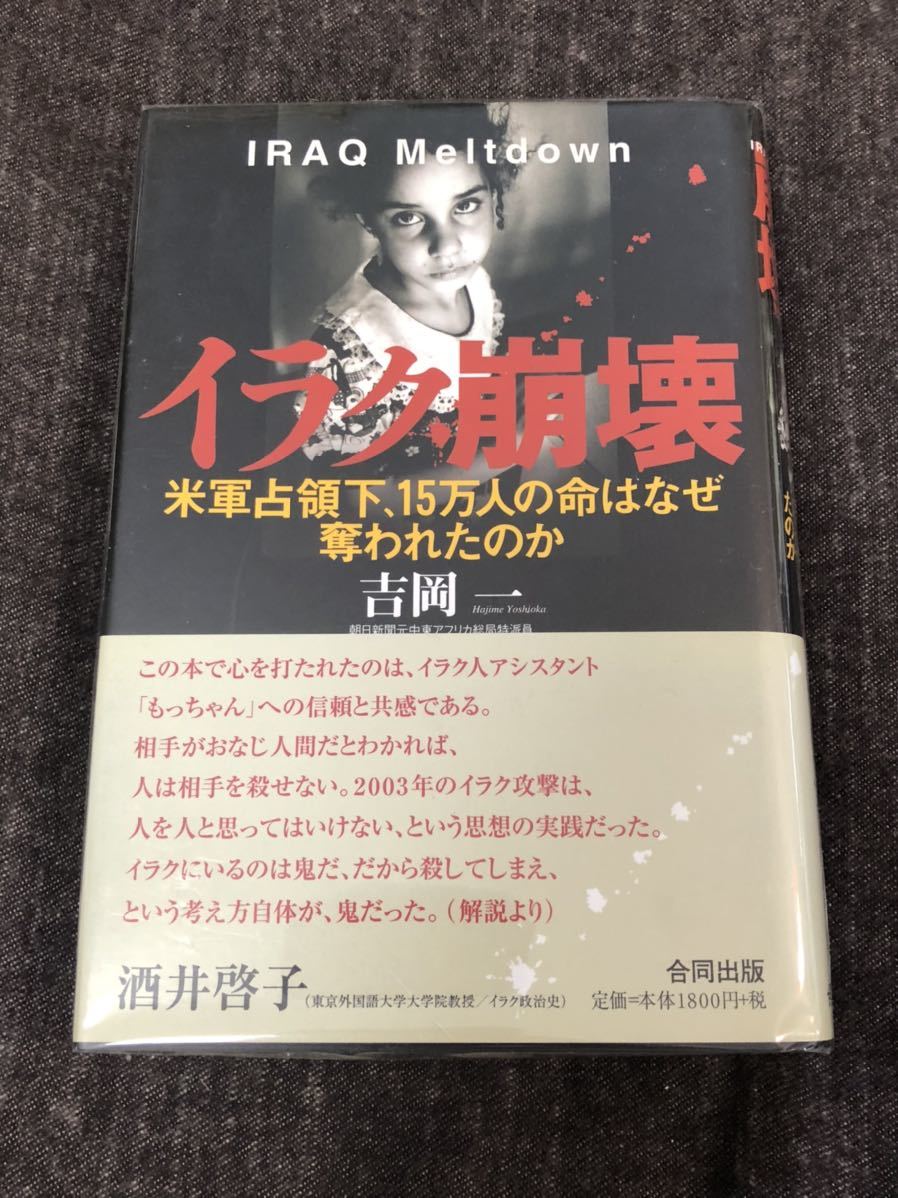 IRAQ Meltdown
イラク崩壊
米軍占領下、15万人の命はなぜ
奪われたのか
吉岡 一
Hajime Yoshioka
朝日新聞元中東アフリカ総局特派員
この本で心を打たれたのは、イラク人アシスタント
「もっちゃん」への信頼と共感である。
相手がおなじ人間だとわかれば、
人は相手を殺せない。2003年のイラク攻撃は、
人を人と思ってはいけない、という思想の実践だった。
イラクにいるのは鬼だ、だから殺してしまえ、
という考え方自体が、鬼だった。(解説より)
酒井啓子(東京外国語大学大学院教授/イラク政治史)
合同出版
定価=本体1800円+税
崩壊
たのか